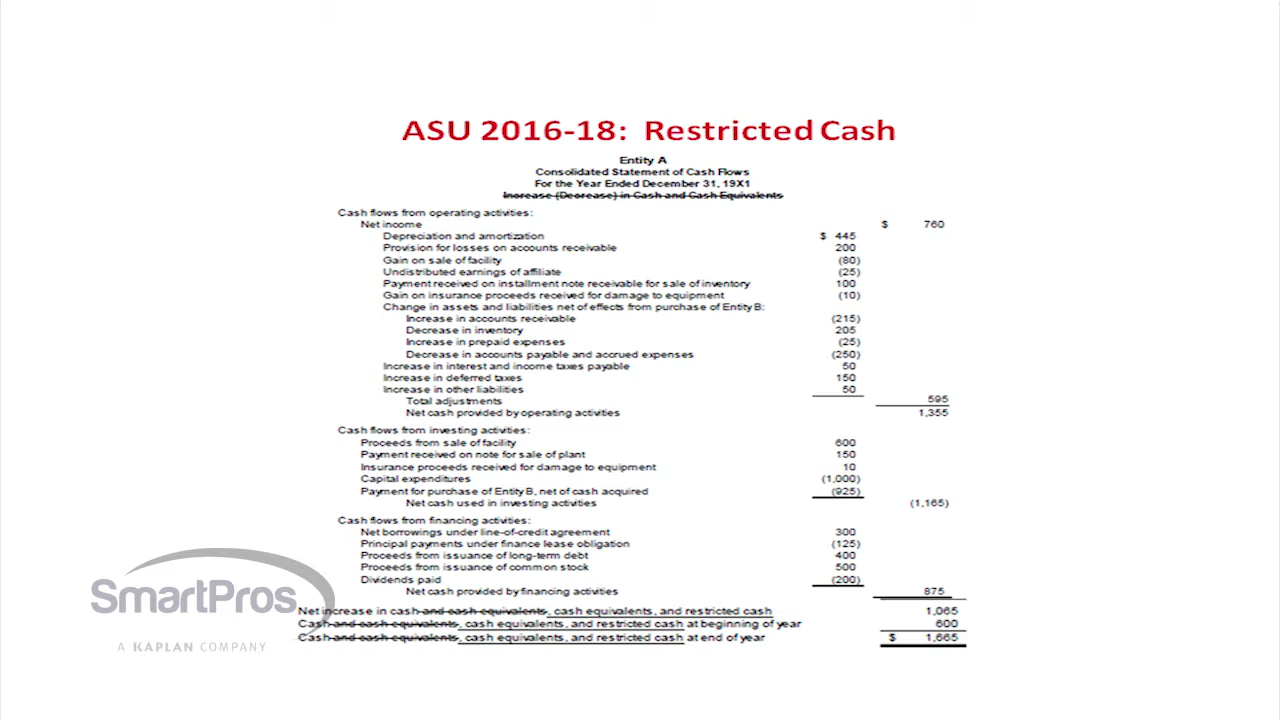 ASU 2016-18: Restricted Cash
Entity A
Consolidated Statement of Cash Flows
For the Year Ended December 31, 19X1
Increase (Decrease) in Cash and Cash Equivalents
Cash flows from operating activities:
Net income $ 760
Depreciation and amortization $ 445
Provision for losses on accounts receivable 200
Gain on sale of facility (80)
Undistributed earnings of affiliate (25)
Payment received on installment note receivable for sale of inventory 100
Gain on insurance proceeds received for damage to equipment (10)
Change in assets and liabilities net of effects from purchase of Entity B:
Increase in accounts receivable (215)
Decrease in inventory 205
Increase in prepaid expenses (25)
Decrease in accounts payable and accrued expenses (250)
Increase in interest and income taxes payable 50
Increase in deferred taxes 150
Increase in other liabilities 50
Total adjustments 595
Net cash provided by operating activities 1,355
Cash flows from investing activities:
Proceeds from sale of facility 600
Payment received on note for sale of plant 150
Insurance proceeds received for damage to equipment 10
Capital expenditures (1,000)
Payment for purchase of Entity B, net of cash acquired (925)
Net cash used in investing activities (1,165)
Cash flows from financing activities:
Net borrowings under line-of-credit agreement 300
Principal payments under finance lease obligation (125)
Proceeds from issuance of long-term debt 400
Proceeds from issuance of common stock 500
Dividends paid (200)
Net cash provided by financing activities 875
Net increase in cash and cash equivalents, cash equivalents, and restricted cash 1,065
Cash and cash equivalents, cash equivalents, and restricted cash at beginning of year 600
Cash and cash equivalents, cash equivalents, and restricted cash at end of year $ 1,665
SmartPros
A KAPLAN COMPANY